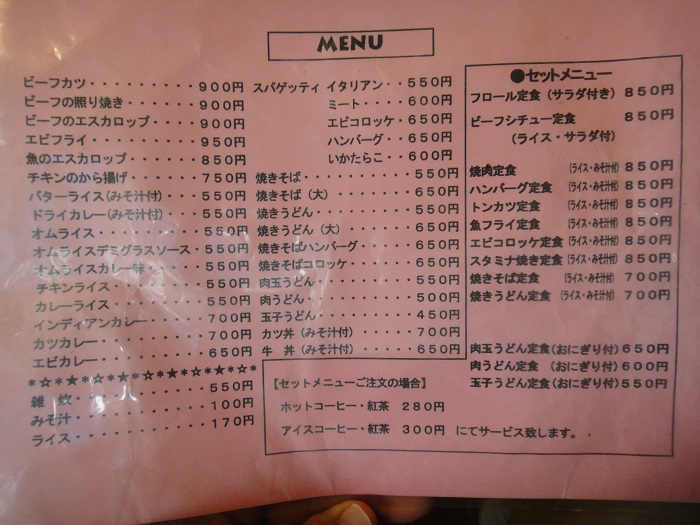 MENU
ビーフカツ・・・・・・・・・900円
ビーフの照り焼き・・・・・・900円
ビーフのエスカロップ・・・・900円
エビフライ・・・・・・・・・950円
魚のエスカロップ・・・・・・850円
チキンのから揚げ・・・・・・750円
バターライス(みそ汁付)・・・550円
ドライカレー(みそ汁付)・・・550円
オムライス・・・・・・・・・550円
オムライスデミグラスソース・・550円
オムライスカレー味・・・・・550円
チキンライス・・・・・・・・550円
カレーライス・・・・・・・・550円
インディアンカレー・・・・・700円
カツカレー・・・・・・・・・700円
エビカレー・・・・・・・・・650円
*☆*★*☆*★*☆*★*☆*★*☆*
雑 炊・・・・・・・・・・・550円
みそ汁・・・・・・・・・・・100円
ライス・・・・・・・・・・・170円
スパゲッティ イタリアン・・550円
ミート・・・・600円
エビコロッケ・650円
ハンバーグ・・650円
いかたらこ・・600円
焼きそば・・・・・・・・・・550円
焼きそば(大)・・・・・・・650円
焼きうどん・・・・・・・・・550円
焼きうどん(大)・・・・・・650円
焼きそばハンバーグ・・・・・650円
焼きそばコロッケ・・・・・・650円
肉玉うどん・・・・・・・・・550円
肉うどん・・・・・・・・・・500円
玉子うどん・・・・・・・・・450円
カツ丼(みそ汁付)・・・・・700円
牛 丼(みそ汁付)・・・・・650円
●セットメニュー
フロール定食(サラダ付き)850円
ビーフシチュー定食 850円
(ライス・サラダ付)
焼肉定食 (ライス・みそ汁付)850円
ハンバーグ定食 (ライス・みそ汁付)850円
トンカツ定食 (ライス・みそ汁付)850円
魚フライ定食 (ライス・みそ汁付)850円
エビコロッケ定食(ライス・みそ汁付)850円
スタミナ焼き定食(ライス・みそ汁付)850円
焼きそば定食 (ライス・みそ汁付)700円
焼きうどん定食 (ライス・みそ汁付)700円
肉玉うどん定食(おにぎり付)650円
肉うどん定食 (おにぎり付)600円
玉子うどん定食(おにぎり付)550円
【セットメニューご注文の場合】
ホットコーヒー・紅茶 280円
アイスコーヒー・紅茶 300円 にてサービス致します。